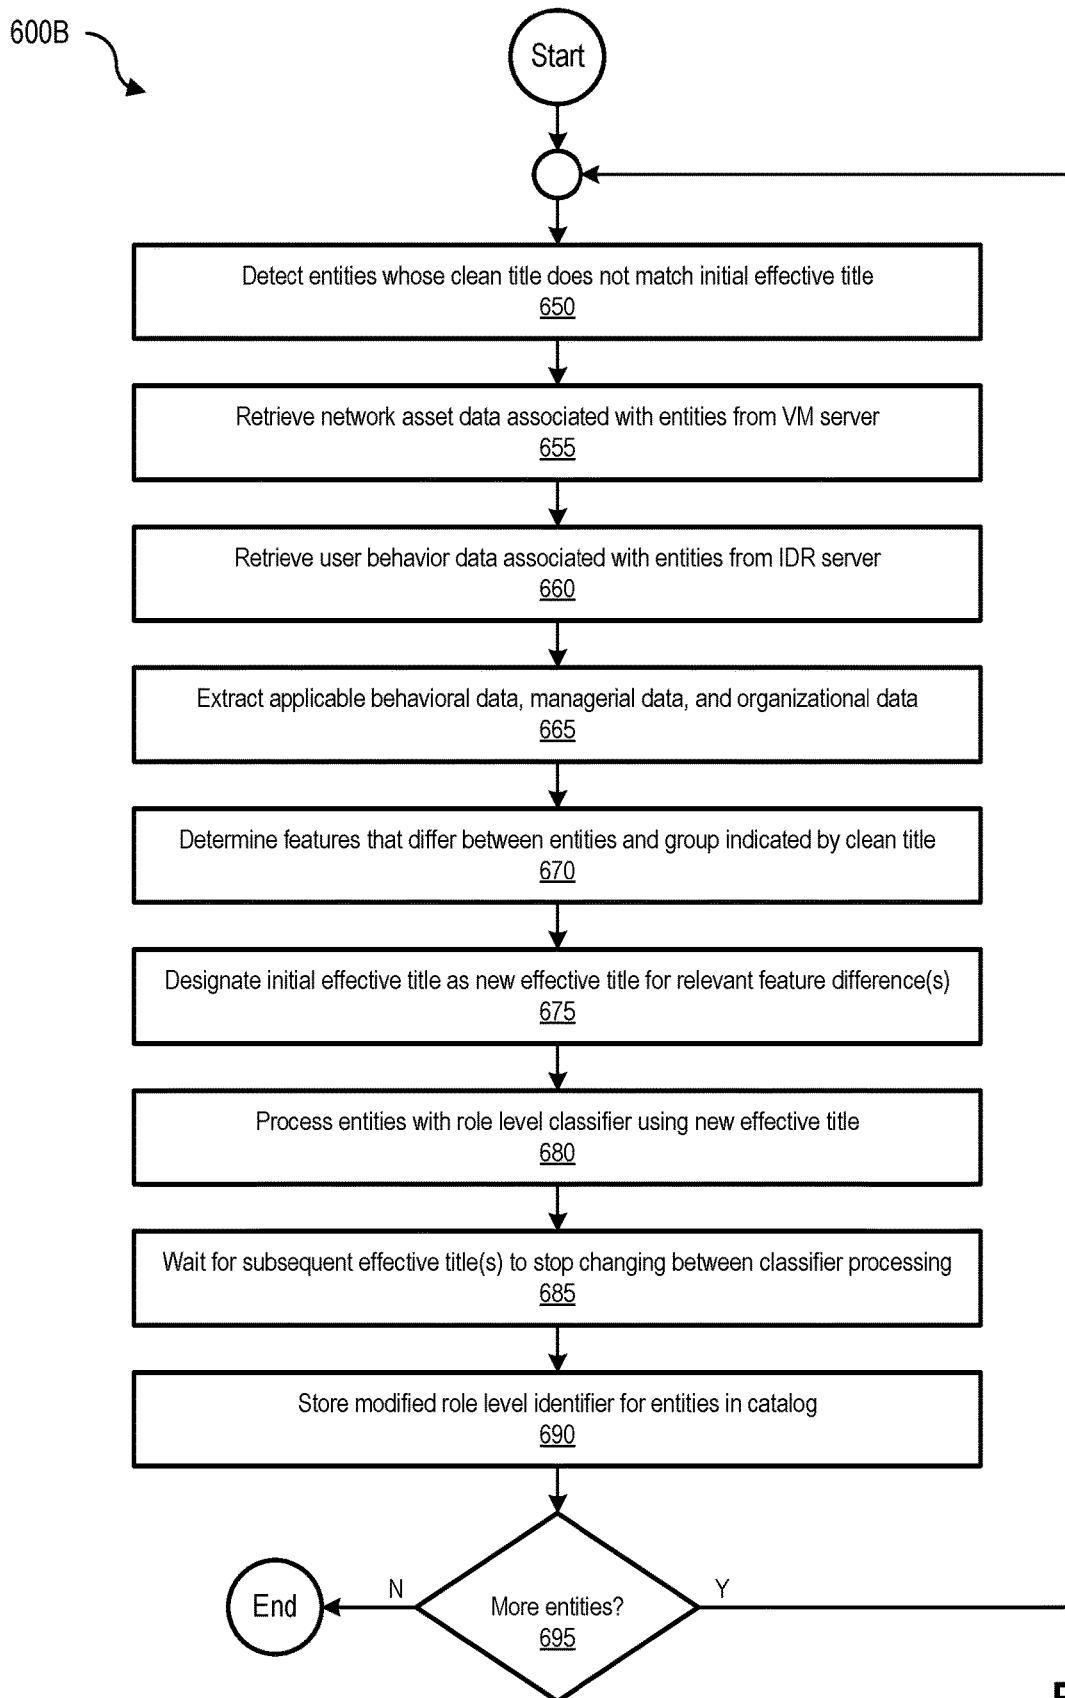 600B
Start
Detect entities whose clean title does not match initial effective title
650
Retrieve network asset data associated with entities from VM server
655
Retrieve user behavior data associated with entities from IDR server
660
Extract applicable behavioral data, managerial data, and organizational data
665
Determine features that differ between entities and group indicated by clean title
670
Designate initial effective title as new effective title for relevant feature difference(s)
675
Process entities with role level classifier using new effective title
680
Wait for subsequent effective title(s) to stop changing between classifier processing
685
Store modified role level identifier for entities in catalog
690
End
N
More entities?
Y
695